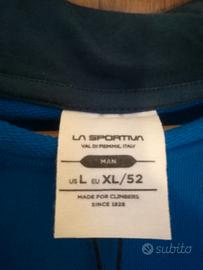 LA SPORTIVA
VAL DI FIEMME, ITALY
MAN
US L EU XL/52
MADE FOR CLIMBERS
SINCE 1928
subito